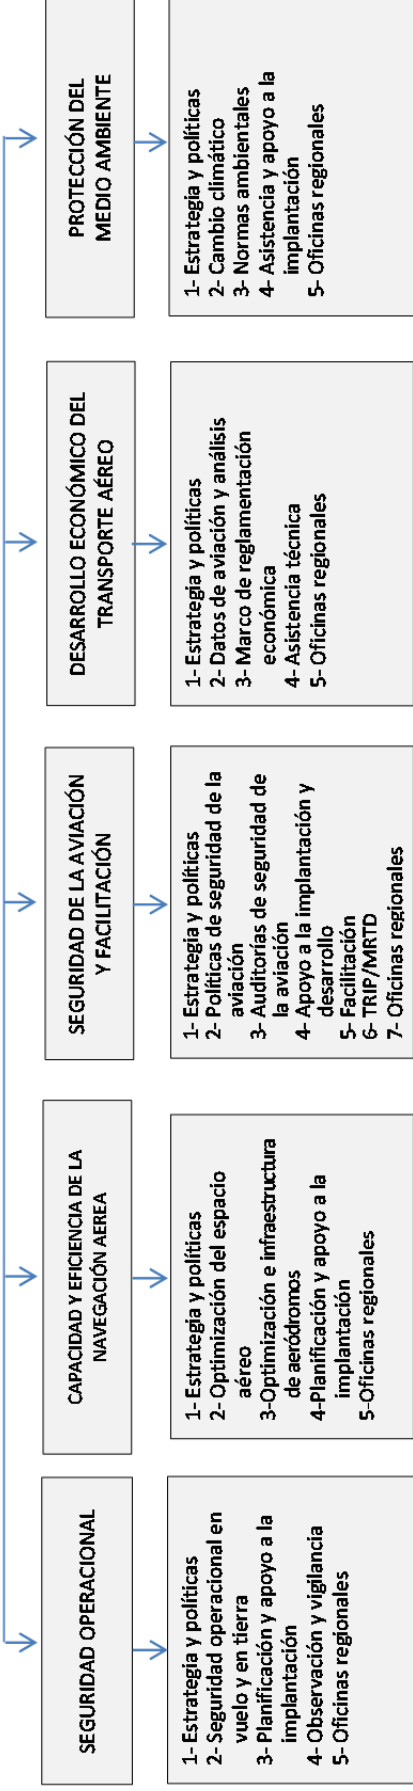 SEGURIDAD OPERACIONAL
1- Estrategia y políticas
2- Seguridad operacional en
vuelo y en tierra
3- Planificación y apoyo a la
implantación
4- Observación y vigilancia
5- Oficinas regionales
CAPACIDAD Y EFICIENCIA DE LA
NAVEGACIÓN AEREA
1- Estrategia y políticas
2- Optimización del espacio
aéreo
3-Optimización e infraestructura
de aeródromos
4-Planificación y apoyo a la
implantación
5-Oficinas regionales
SEGURIDAD DE LA AVIACIÓN
Y FACILITACIÓN
1- Estrategia y políticas
2- Políticas de seguridad de la
aviación
3- Auditorías de seguridad de
la aviación
4- Apoyo a la implantación y
desarrollo
5- Facilitación
6- TRIP/MRTD
7- Oficinas regionales
DESARROLLO ECONÓMICO DEL
TRANSPORTE AÉREO
1- Estrategia y políticas
2- Datos de aviación y análisis
3- Marco de reglamentación
económica
4- Asistencia técnica
5- Oficinas regionales
PROTECCIÓN DEL
MEDIO AMBIENTE
1- Estrategia y políticas
2- Cambio climático
3- Normas ambientales
4- Asistencia y apoyo a la
implantación
5- Oficinas regionales